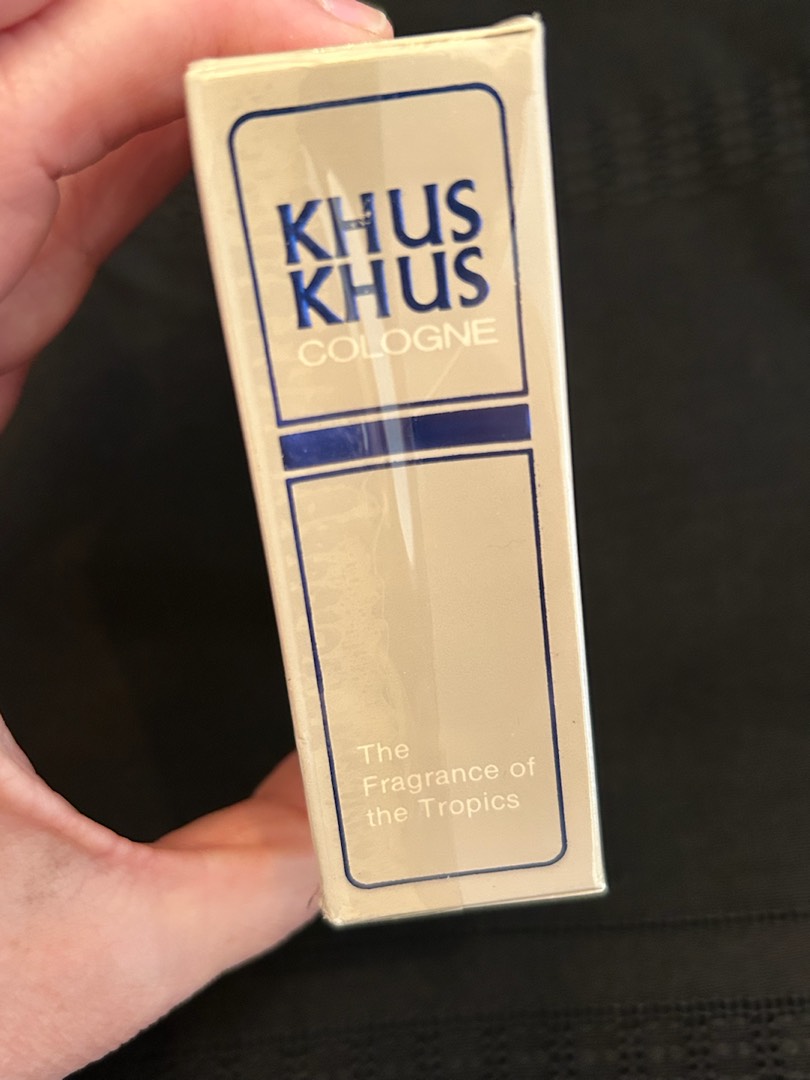 KHUS
KHUS
COLOGNE
The
Fragrance of
the Tropics